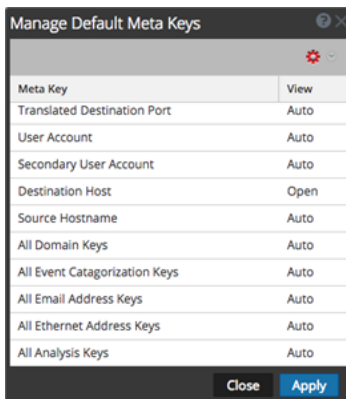 Manage Default Meta Keys
Meta Key View
Translated Destination Port Auto
User Account Auto
Secondary User Account Auto
Destination Host Open
Source Hostname Auto
All Domain Keys Auto
All Event Catagorization Keys Auto
All Email Address Keys Auto
All Ethernet Address Keys Auto
All Analysis Keys Auto
Close Apply